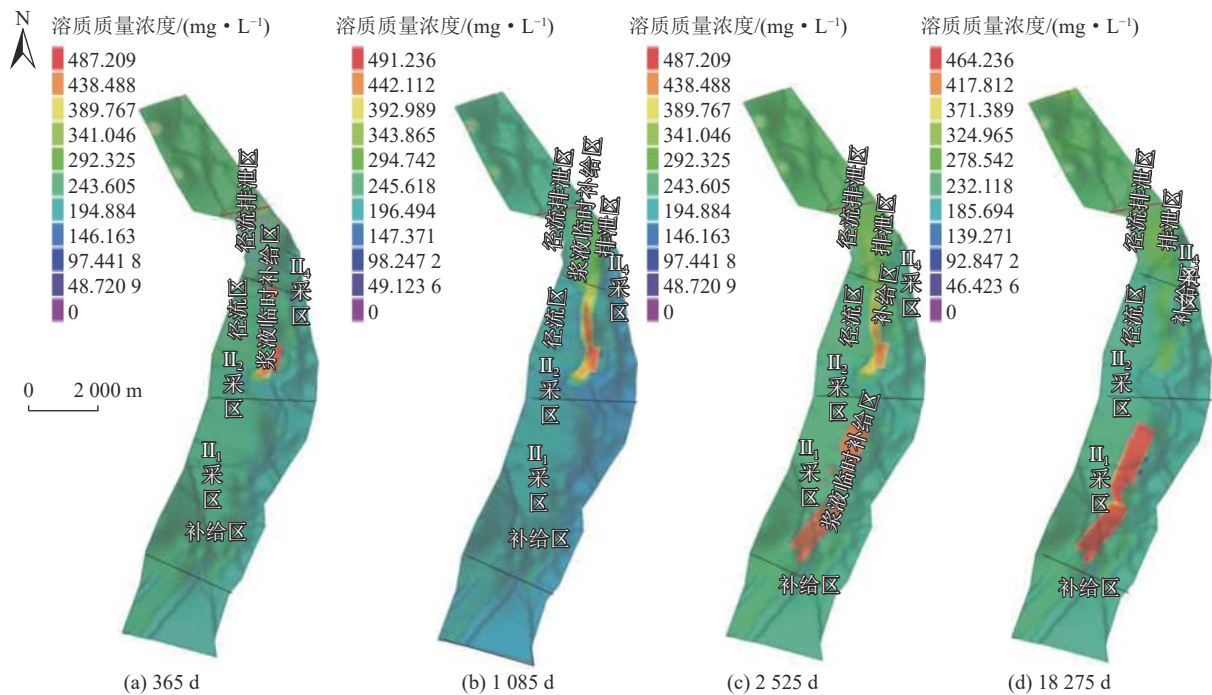 N
溶质质量浓度/(mg·L⁻¹)
487.209
438.488
389.767
341.046
292.325
243.605
194.884
146.163
97.441 8
48.720 9
0
径流排泄区
浆液临时补给区
Ⅱ₄采区
径流区
Ⅱ₂采区
Ⅱ₁采区
补给区
0 2 000 m
(a) 365 d
溶质质量浓度/(mg·L⁻¹)
491.236
442.112
392.989
343.865
294.742
245.618
196.494
147.371
98.247 2
49.123 6
0
径流排泄区
浆液临时补给区
排泄区
Ⅱ₄采区
径流区
Ⅱ₂采区
Ⅱ₁采区
补给区
(b) 1 085 d
溶质质量浓度/(mg·L⁻¹)
487.209
438.488
389.767
341.046
292.325
243.605
194.884
146.163
97.441 8
48.720 9
0
径流排泄区
排泄区
Ⅱ₄采区
补给区
径流区
Ⅱ₂采区
浆液临时补给区
Ⅱ₁采区
补给区
(c) 2 525 d
溶质质量浓度/(mg·L⁻¹)
464.236
417.812
371.389
324.965
278.542
232.118
185.694
139.271
92.847 2
46.423 6
0
径流排泄区
排泄区
补给区
径流区
Ⅱ₂采区
Ⅱ₁采区
补给区
(d) 18 275 d